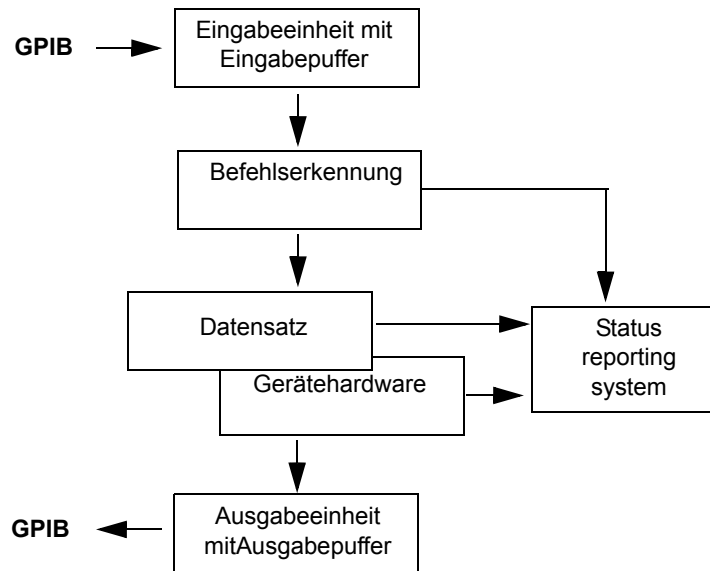 GPIB
Eingabeeinheit mit
Eingabepuffer
Befehlserkennung
Datensatz
Gerätehardware
Status
reporting
system
GPIB
Ausgabeeinheit
mitAusgabepuffer